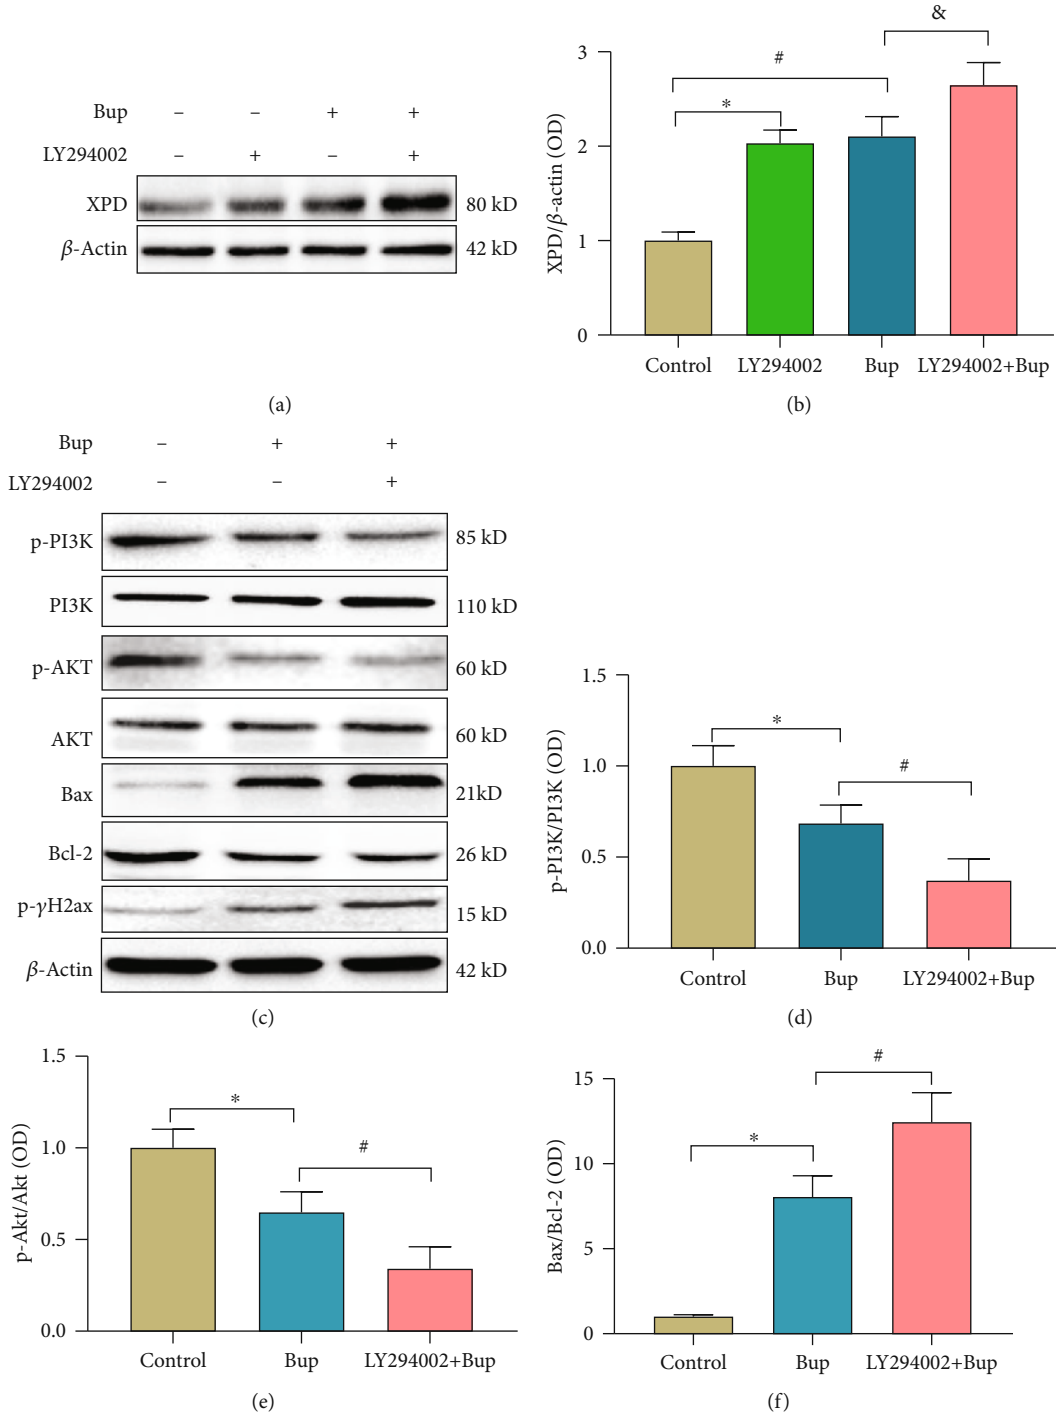 Bup – – + +
LY294002 – + – +
XPD 80 kD
β-Actin 42 kD
(a)
&
#
*
3
2
1
0
XPD/β-actin (OD)
Control LY294002 Bup LY294002+Bup
(b)
Bup – + +
LY294002 – – +
p-PI3K 85 kD
PI3K 110 kD
p-AKT 60 kD
AKT 60 kD
Bax 21kD
Bcl-2 26 kD
p-γH2ax 15 kD
β-Actin 42 kD
(c)
1.5
1.0
0.5
0.0
p-PI3K/PI3K (OD)
*
#
Control Bup LY294002+Bup
(d)
1.5
1.0
0.5
0.0
p-Akt/Akt (OD)
*
#
Control Bup LY294002+Bup
(e)
15
10
5
0
Bax/Bcl-2 (OD)
#
*
Control Bup LY294002+Bup
(f)